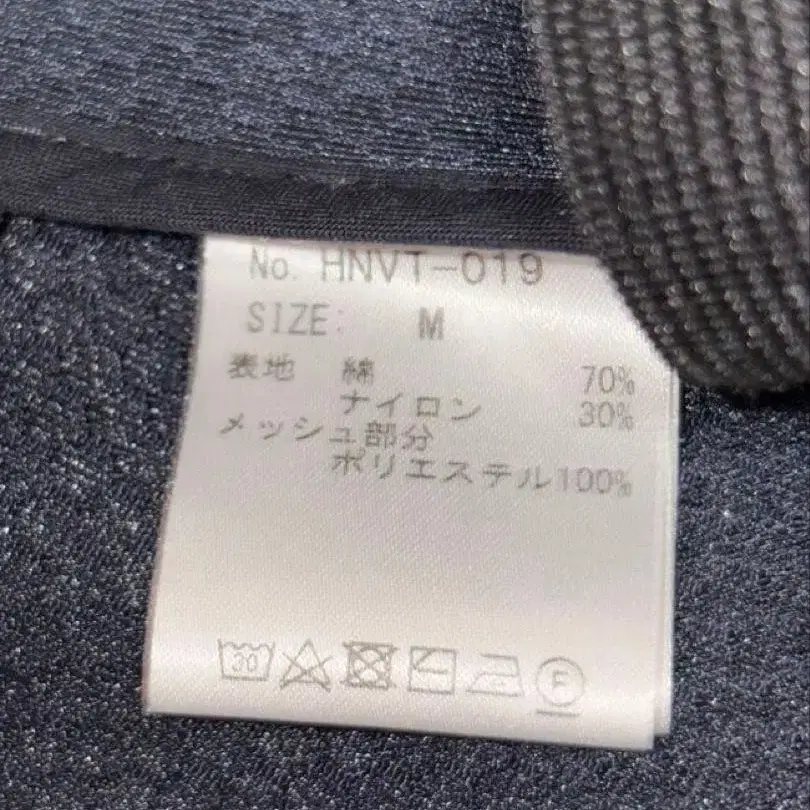 No. HNVT-019
SIZE: M
表地 綿 70%
ナイロン 30%
メッシュ部分
ポリエステル100%
30 F